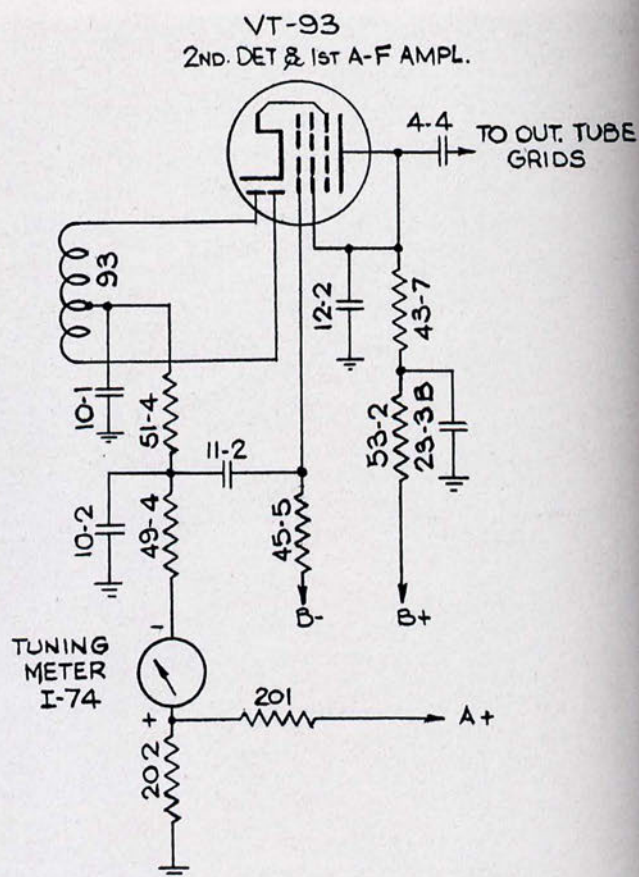 VT-93
2ND. DET & 1ST A-F AMPL.
4-4
TO OUT. TUBE
GRIDS
93
12-2
43-7
10-1
51-4
11-2
53-2
23-3B
10-2
49-4
45-5
B-
B+
-
TUNING
METER
I-74
+
201
A+
202